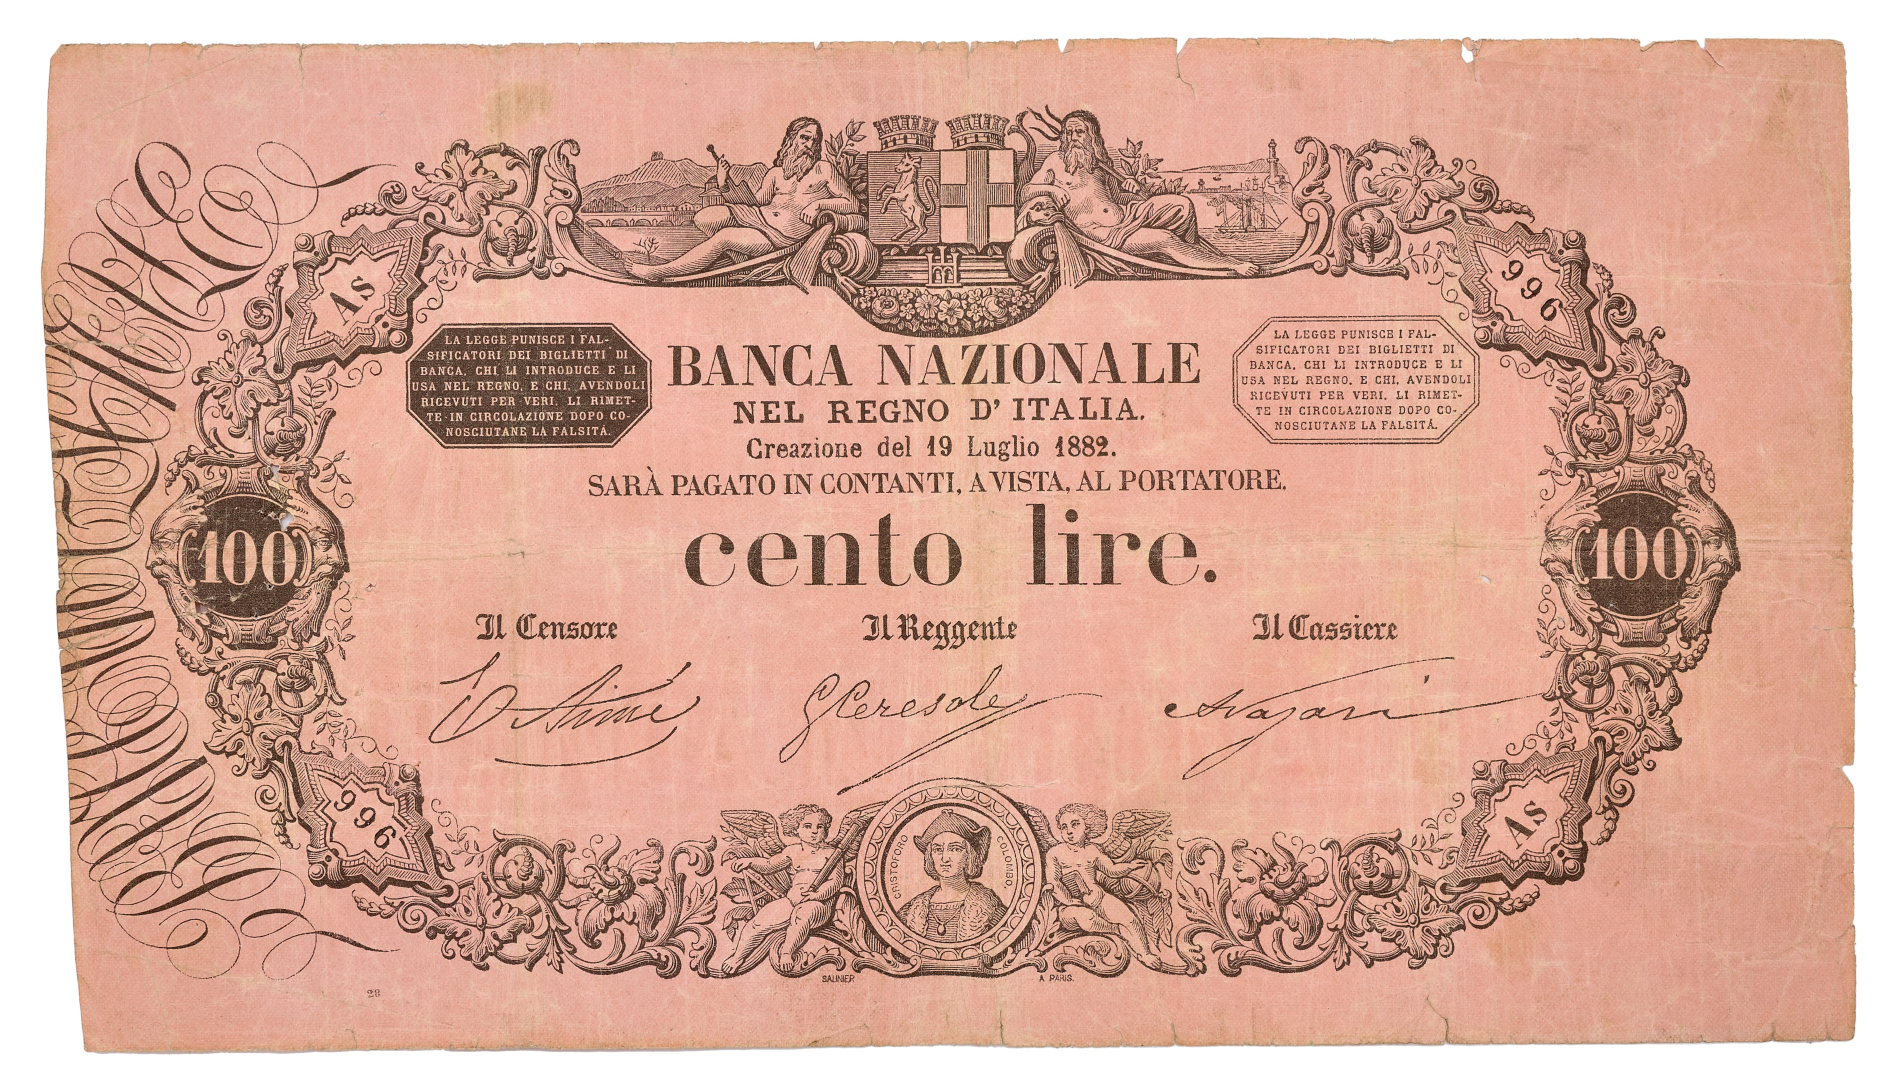 As
996
LA LEGGE PUNISCE I FAL-
SIFICATORI DEI BIGLIETTI DI
BANCA, CHI LI INTRODUCE E LI
USA NEL REGNO, E CHI, AVENDOLI
RICEVUTI PER VERI, LI RIMET-
TE IN CIRCOLAZIONE DOPO CO-
NOSCIUTANE LA FALSITÀ.
BANCA NAZIONALE
NEL REGNO D'ITALIA.
Creazione del 19 Luglio 1882.
SARÀ PAGATO IN CONTANTI, A VISTA, AL PORTATORE.
cento lire.
LA LEGGE PUNISCE I FAL-
SIFICATORI DEI BIGLIETTI DI
BANCA, CHI LI INTRODUCE E LI
USA NEL REGNO, E CHI, AVENDOLI
RICEVUTI PER VERI, LI RIMET-
TE IN CIRCOLAZIONE DOPO CO-
NOSCIUTANE LA FALSITÀ.
100
100
Il Censore
Il Reggente
Il Cassiere
G Ceresole
996
As
CRISTOFORO COLOMBO.
SAUNIER
A PARIS.
28